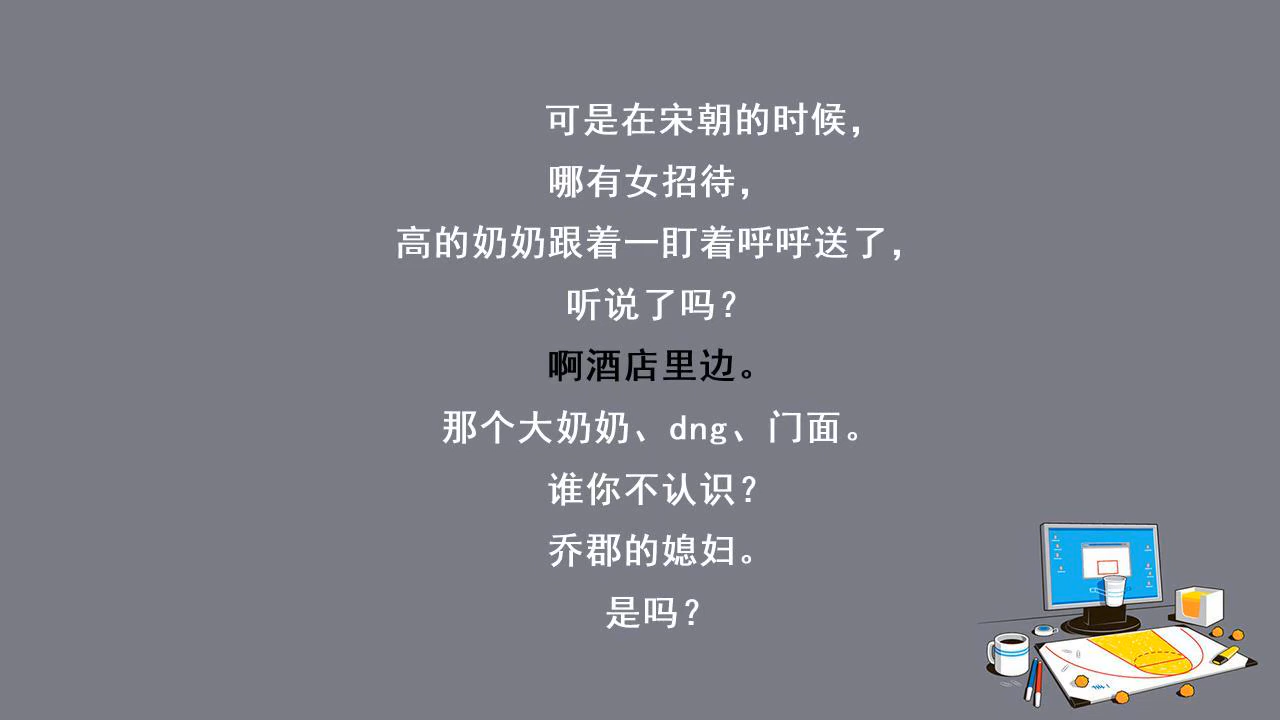 可是在宋朝的时候，
哪有女招待，
高的奶奶跟着一盯着呼呼送了，
听说了吗？
啊酒店里边。
那个大奶奶、dng、门面。
谁你不认识？
乔郡的媳妇。
是吗？